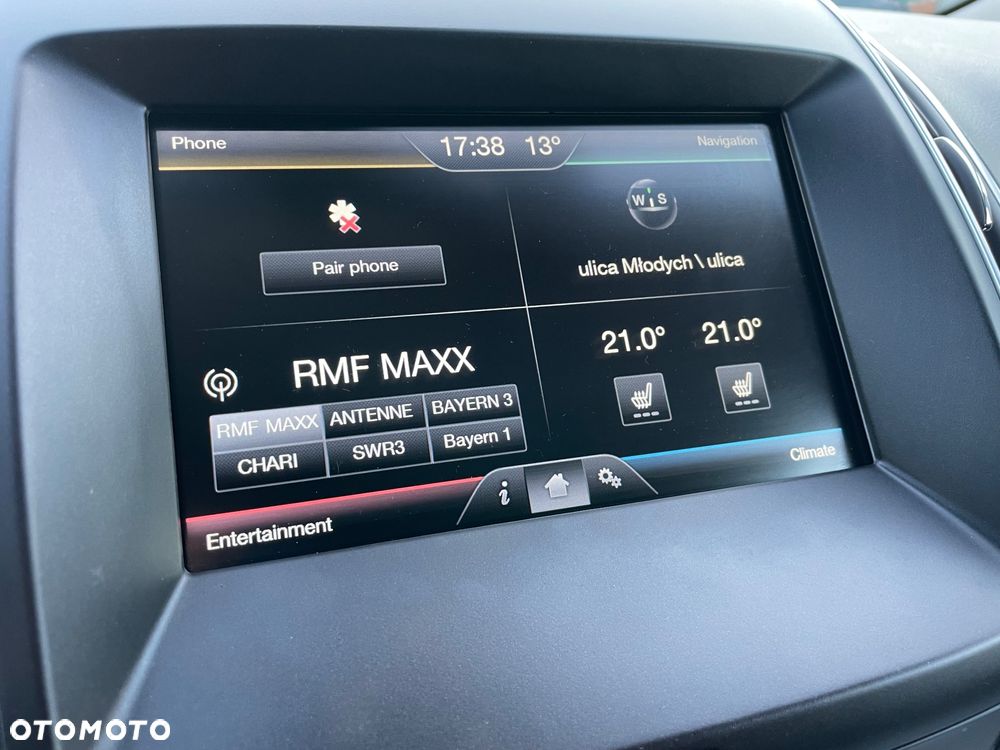 Phone
17:38 13°
Navigation
W S
Pair phone
ulica Młodych \ ulica
RMF MAXX
21.0° 21.0°
RMF MAXX ANTENNE BAYERN 3
CHARI SWR3 Bayern 1
Climate
i
Entertainment
OTOMOTO